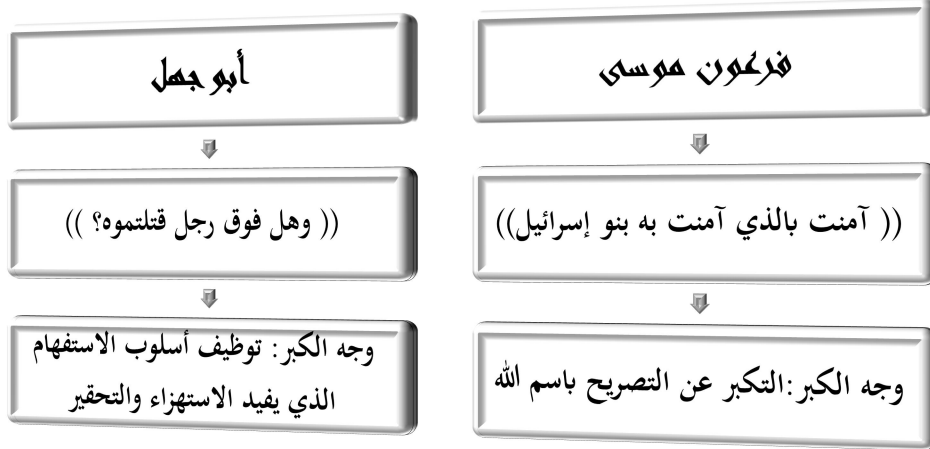 فرعون موسى
(( آمنت بالذي آمنت به بنو إسرائيل))
وجه الكبر :التكبر عن التصريح باسم الله
أبو جهل
(( وهل فوق رجل قتلتموه؟ ))
وجه الكبر: توظيف أسلوب الاستفهام
الذي يفيد الاستهزاء والتحقير